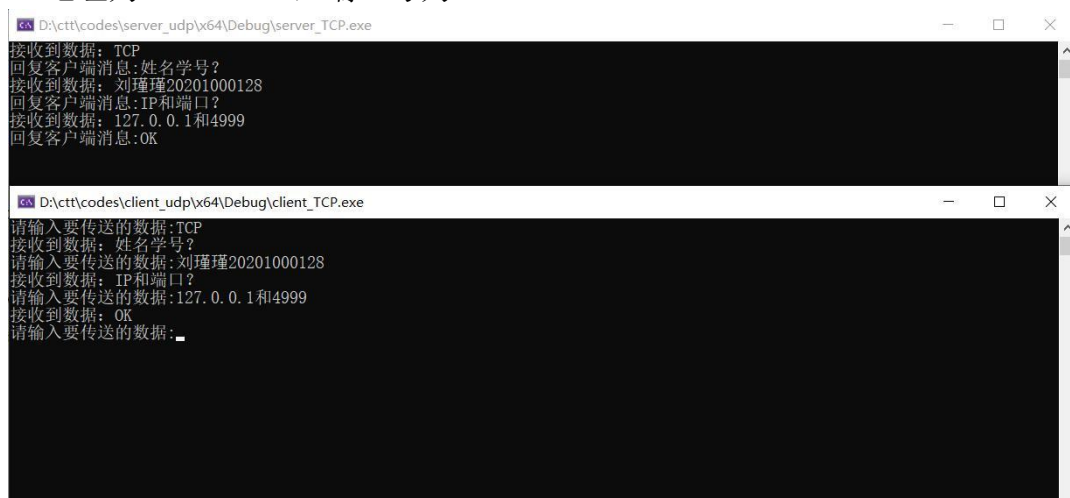 D:\ctt\codes\server_udp\x64\Debug\server_TCP.exe
接收到数据: TCP
回复客户端消息:姓名学号?
接收到数据: 刘瑾瑾20201000128
回复客户端消息:IP和端口?
接收到数据: 127.0.0.1和4999
回复客户端消息:OK
D:\ctt\codes\client_udp\x64\Debug\client_TCP.exe
请输入要传送的数据:TCP
接收到数据: 姓名学号?
请输入要传送的数据:刘瑾瑾20201000128
接收到数据: IP和端口?
请输入要传送的数据:127.0.0.1和4999
接收到数据: OK
请输入要传送的数据: